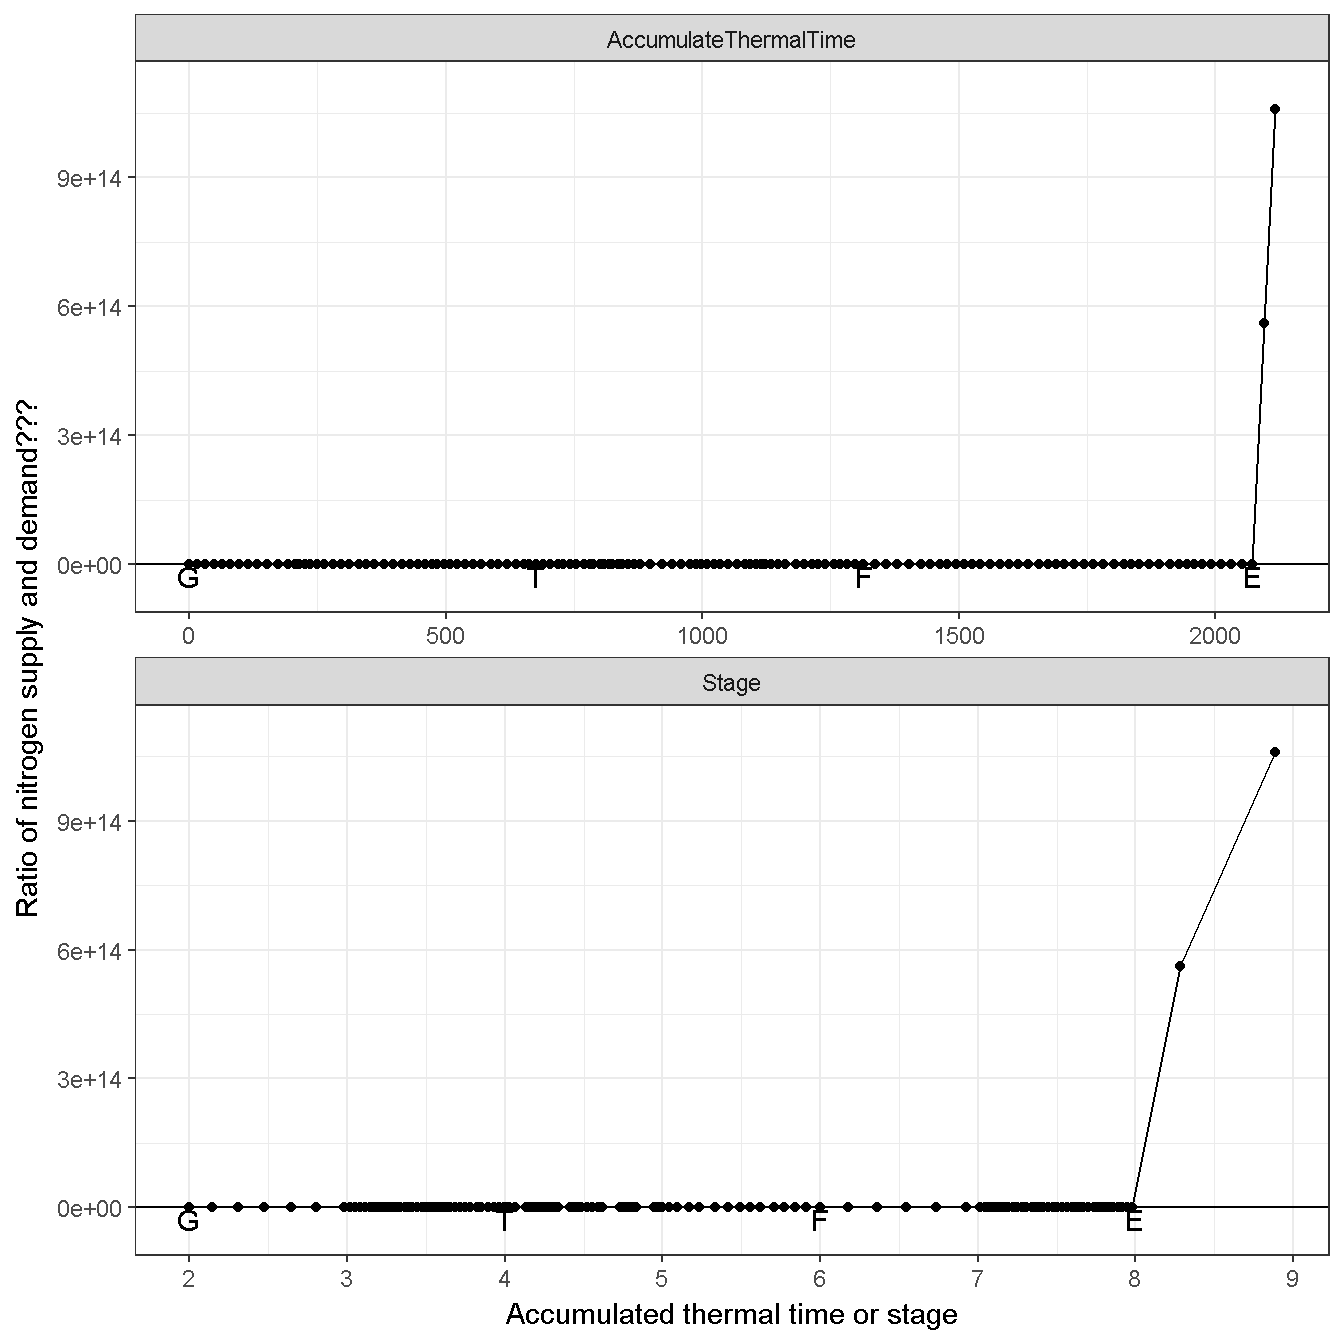 AccumulateThermalTime
Ratio of nitrogen supply and demand???
9e+14
6e+14
3e+14
0e+00
G T F E
0 500 1000 1500 2000
Stage
9e+14
6e+14
3e+14
0e+00
G T F E
2 3 4 5 6 7 8 9
Accumulated thermal time or stage